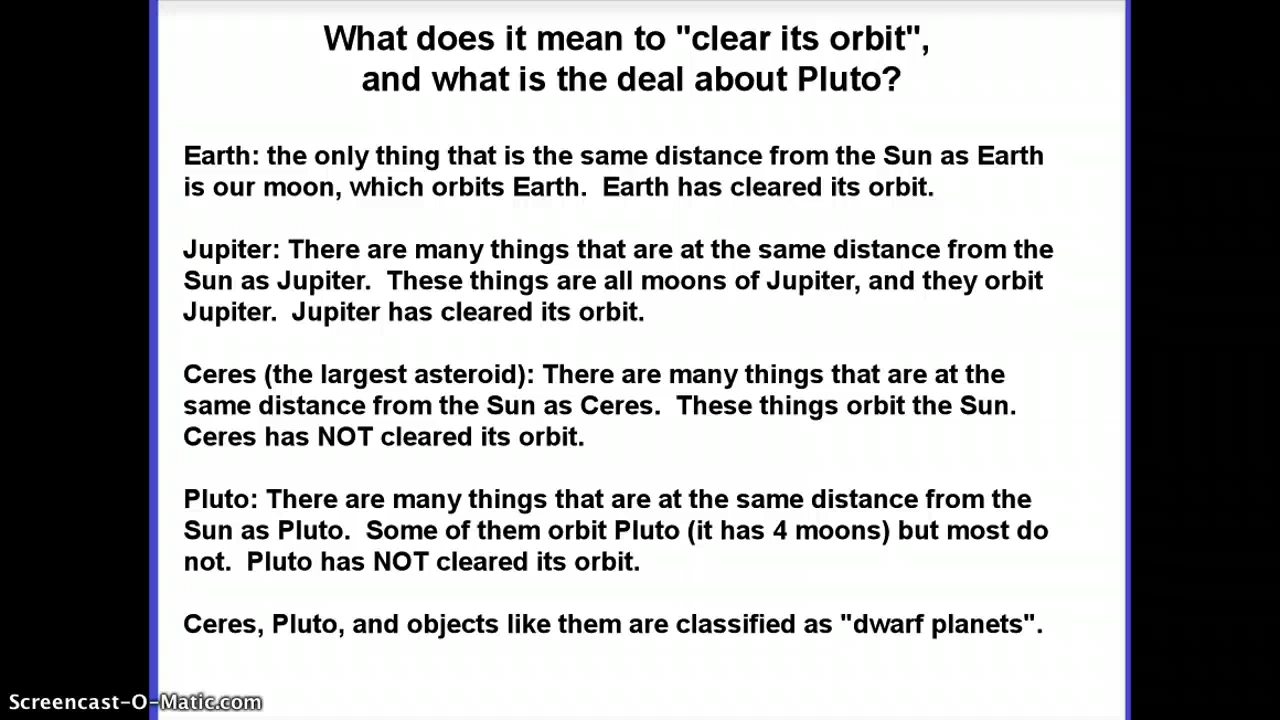 What does it mean to "clear its orbit",
and what is the deal about Pluto?
Earth: the only thing that is the same distance from the Sun as Earth
is our moon, which orbits Earth.  Earth has cleared its orbit.
Jupiter: There are many things that are at the same distance from the
Sun as Jupiter.  These things are all moons of Jupiter, and they orbit
Jupiter.  Jupiter has cleared its orbit.
Ceres (the largest asteroid): There are many things that are at the
same distance from the Sun as Ceres.  These things orbit the Sun.
Ceres has NOT cleared its orbit.
Pluto: There are many things that are at the same distance from the
Sun as Pluto.  Some of them orbit Pluto (it has 4 moons) but most do
not.  Pluto has NOT cleared its orbit.
Ceres, Pluto, and objects like them are classified as "dwarf planets".
Screencast-O-Matic.com